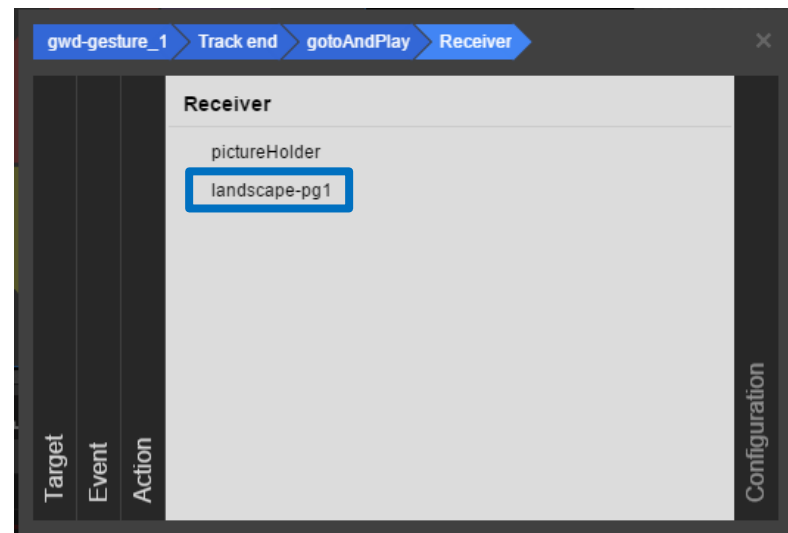 gwd-gesture_1 Track end gotoAndPlay Receiver ×
Receiver
pictureHolder
landscape-pg1
Target
Event
Action
Configuration